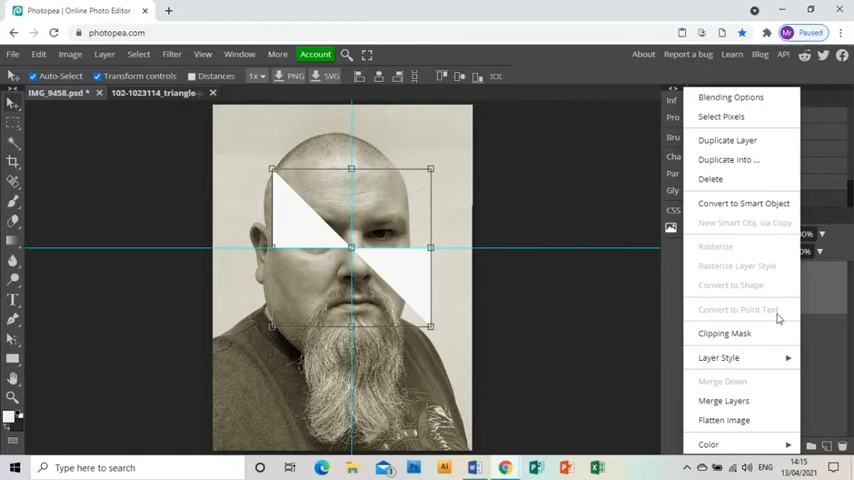 Photopea | Online Photo Editor
photopea.com
Mr Paused
File Edit Image Layer Select Filter View Window More Account
About Report a bug Learn Blog API
Auto-Select Transform controls Distances 1x PNG SVG
IMG_9458.psd * 102-1023114_triangle-
Inf
Pro
Bru
Cha
Par
Gly
CSS
Blending Options
Select Pixels
Duplicate Layer
Duplicate into ...
Delete
Convert to Smart Object
New Smart Obj. via Copy
Rasterize
Rasterize Layer Style
Convert to Shape
Convert to Point Text
Clipping Mask
Layer Style
Merge Down
Merge Layers
Flatten Image
Color
Type here to search
ENG
14:15
13/04/2021